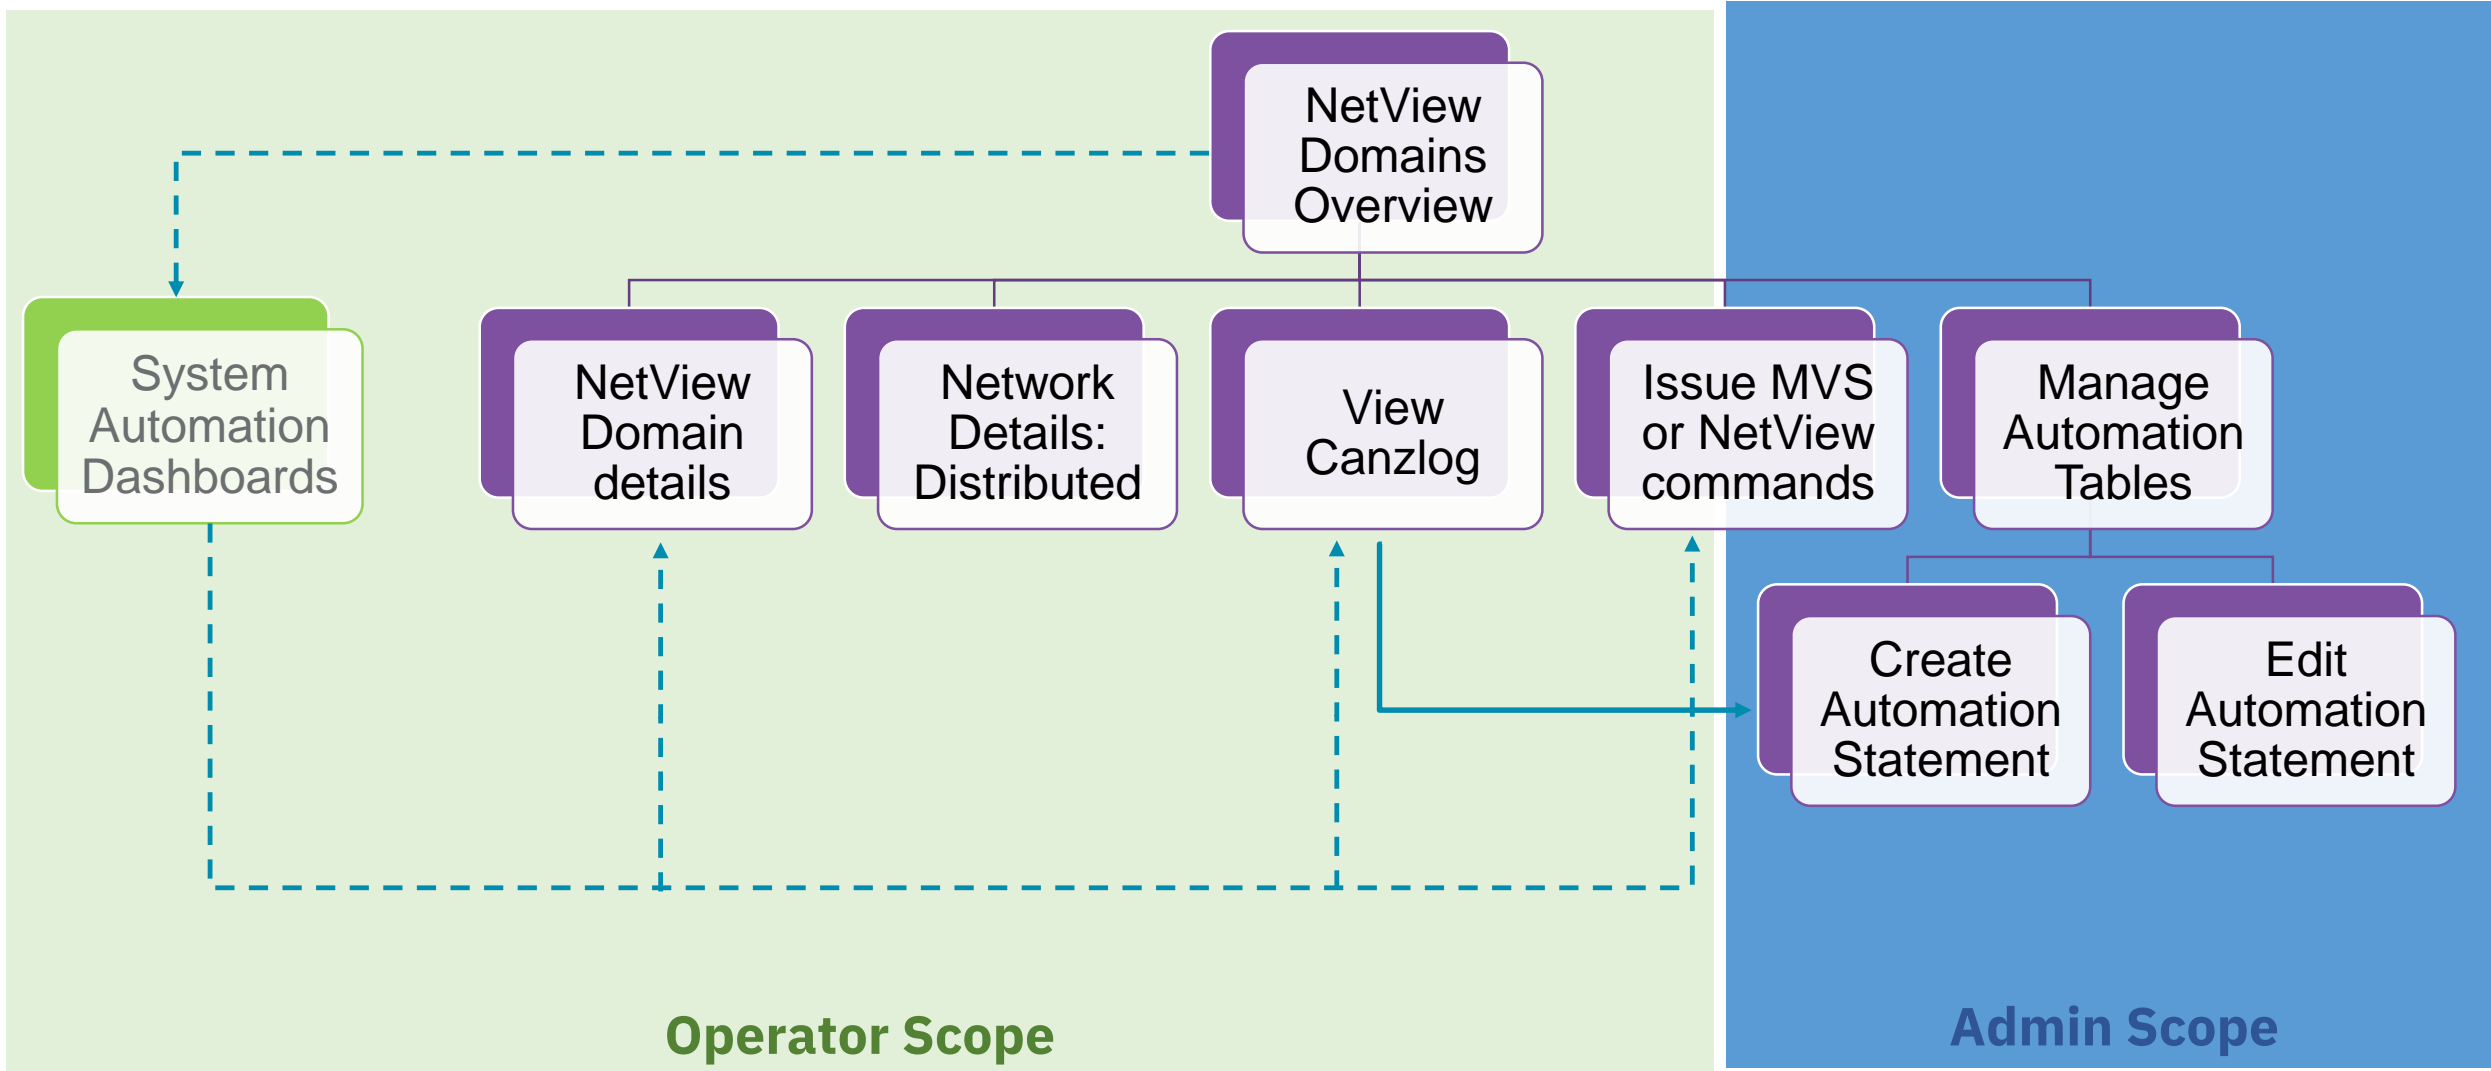 NetView
Domains
Overview
System
Automation
Dashboards
NetView
Domain
details
Network
Details:
Distributed
View
Canzlog
Issue MVS
or NetView
commands
Manage
Automation
Tables
Create
Automation
Statement
Edit
Automation
Statement
Operator Scope
Admin Scope